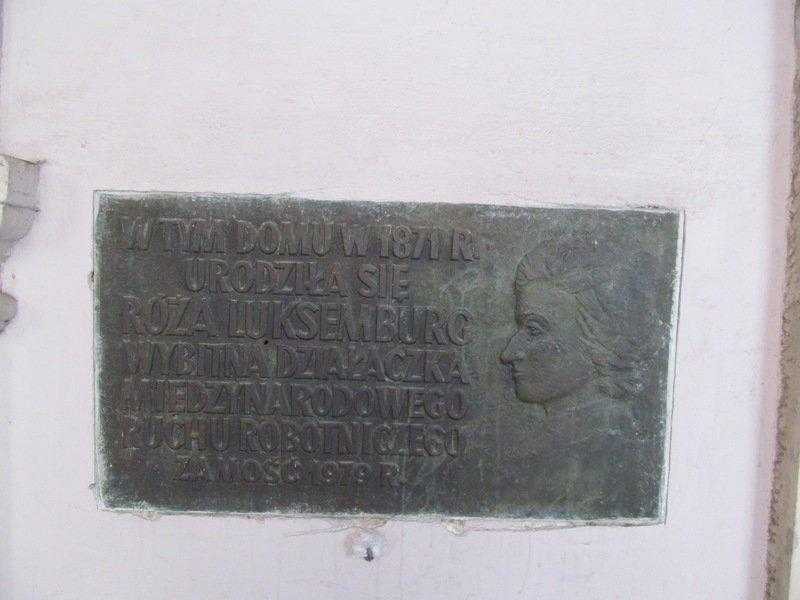 W TYM DOMU W 1871 R.
URODZIŁA SIĘ
RÓŻA LUKSEMBURG
WYBITNA DZIAŁACZKA
MIĘDZYNARODOWEGO
RUCHU ROBOTNICZEGO
ZAMOŚĆ 1979 R.